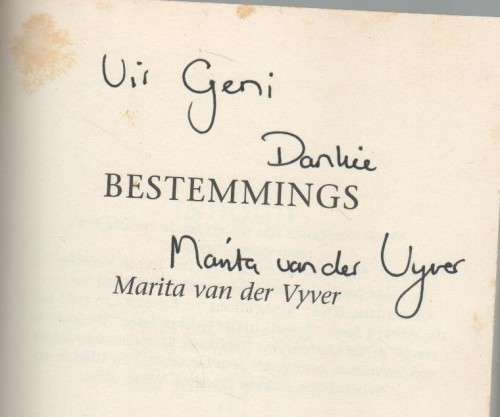 Vir Geni
Dankie
BESTEMMINGS
Marita van der Vyver
Marita van der Vyver